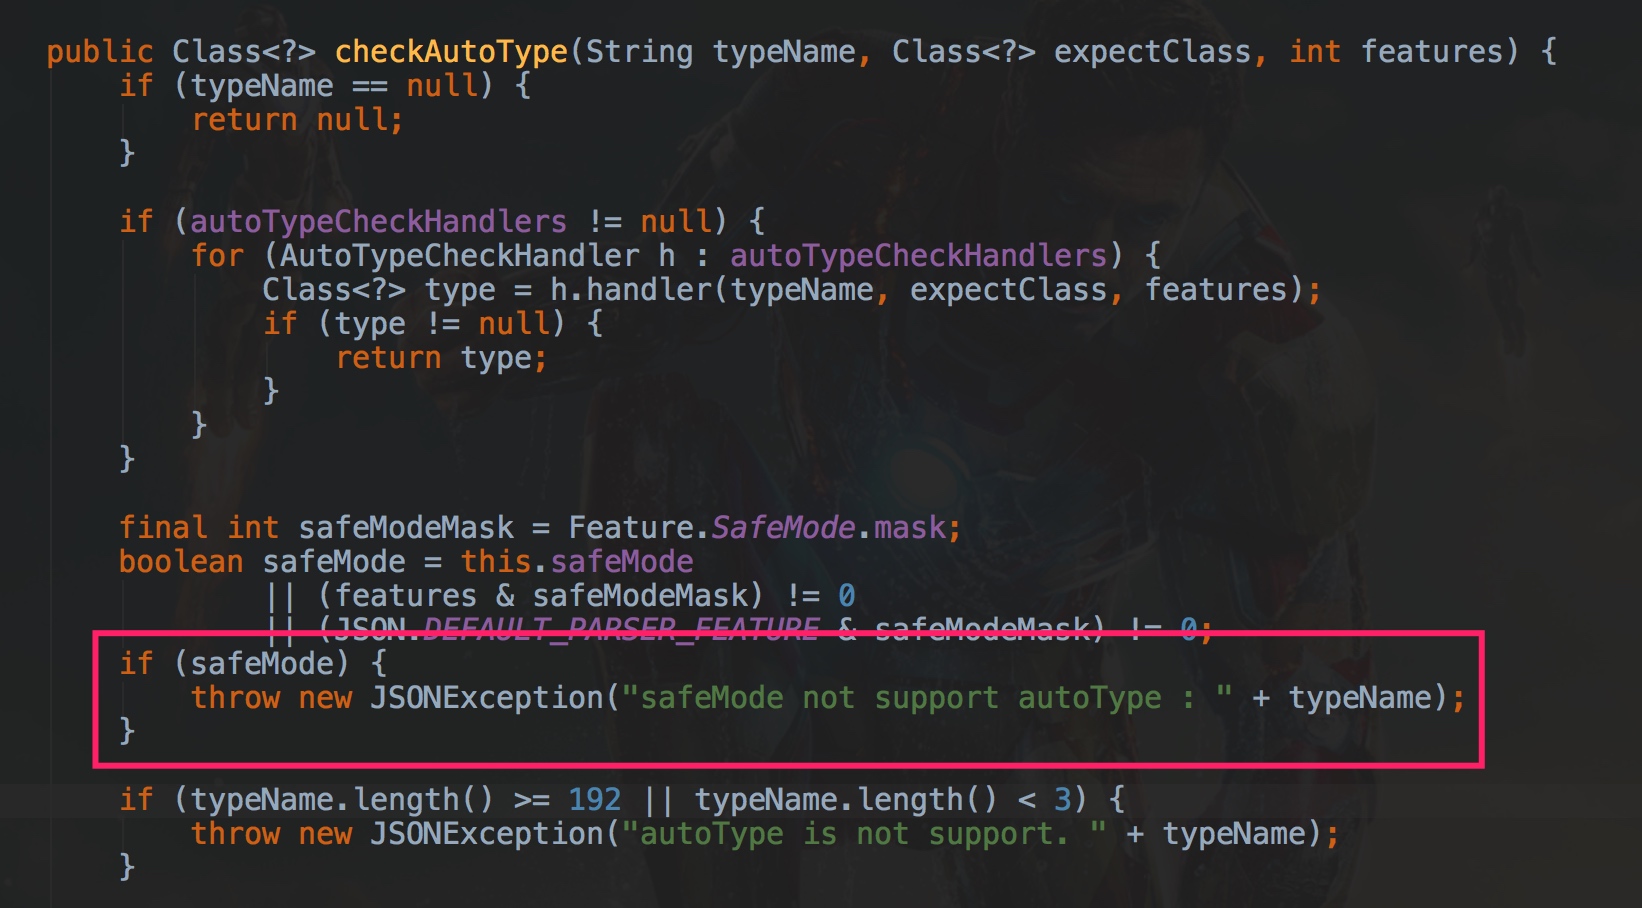 public Class<?> checkAutoType(String typeName, Class<?> expectClass, int features) {
if (typeName == null) {
return null;
}
if (autoTypeCheckHandlers != null) {
for (AutoTypeCheckHandler h : autoTypeCheckHandlers) {
Class<?> type = h.handler(typeName, expectClass, features);
if (type != null) {
return type;
}
}
}
final int safeModeMask = Feature.SafeMode.mask;
boolean safeMode = this.safeMode
|| (features & safeModeMask) != 0
|| (JSON.DEFAULT_PARSER_FEATURE & safeModeMask) != 0;
if (safeMode) {
throw new JSONException("safeMode not support autoType : " + typeName);
}
if (typeName.length() >= 192 || typeName.length() < 3) {
throw new JSONException("autoType is not support. " + typeName);
}